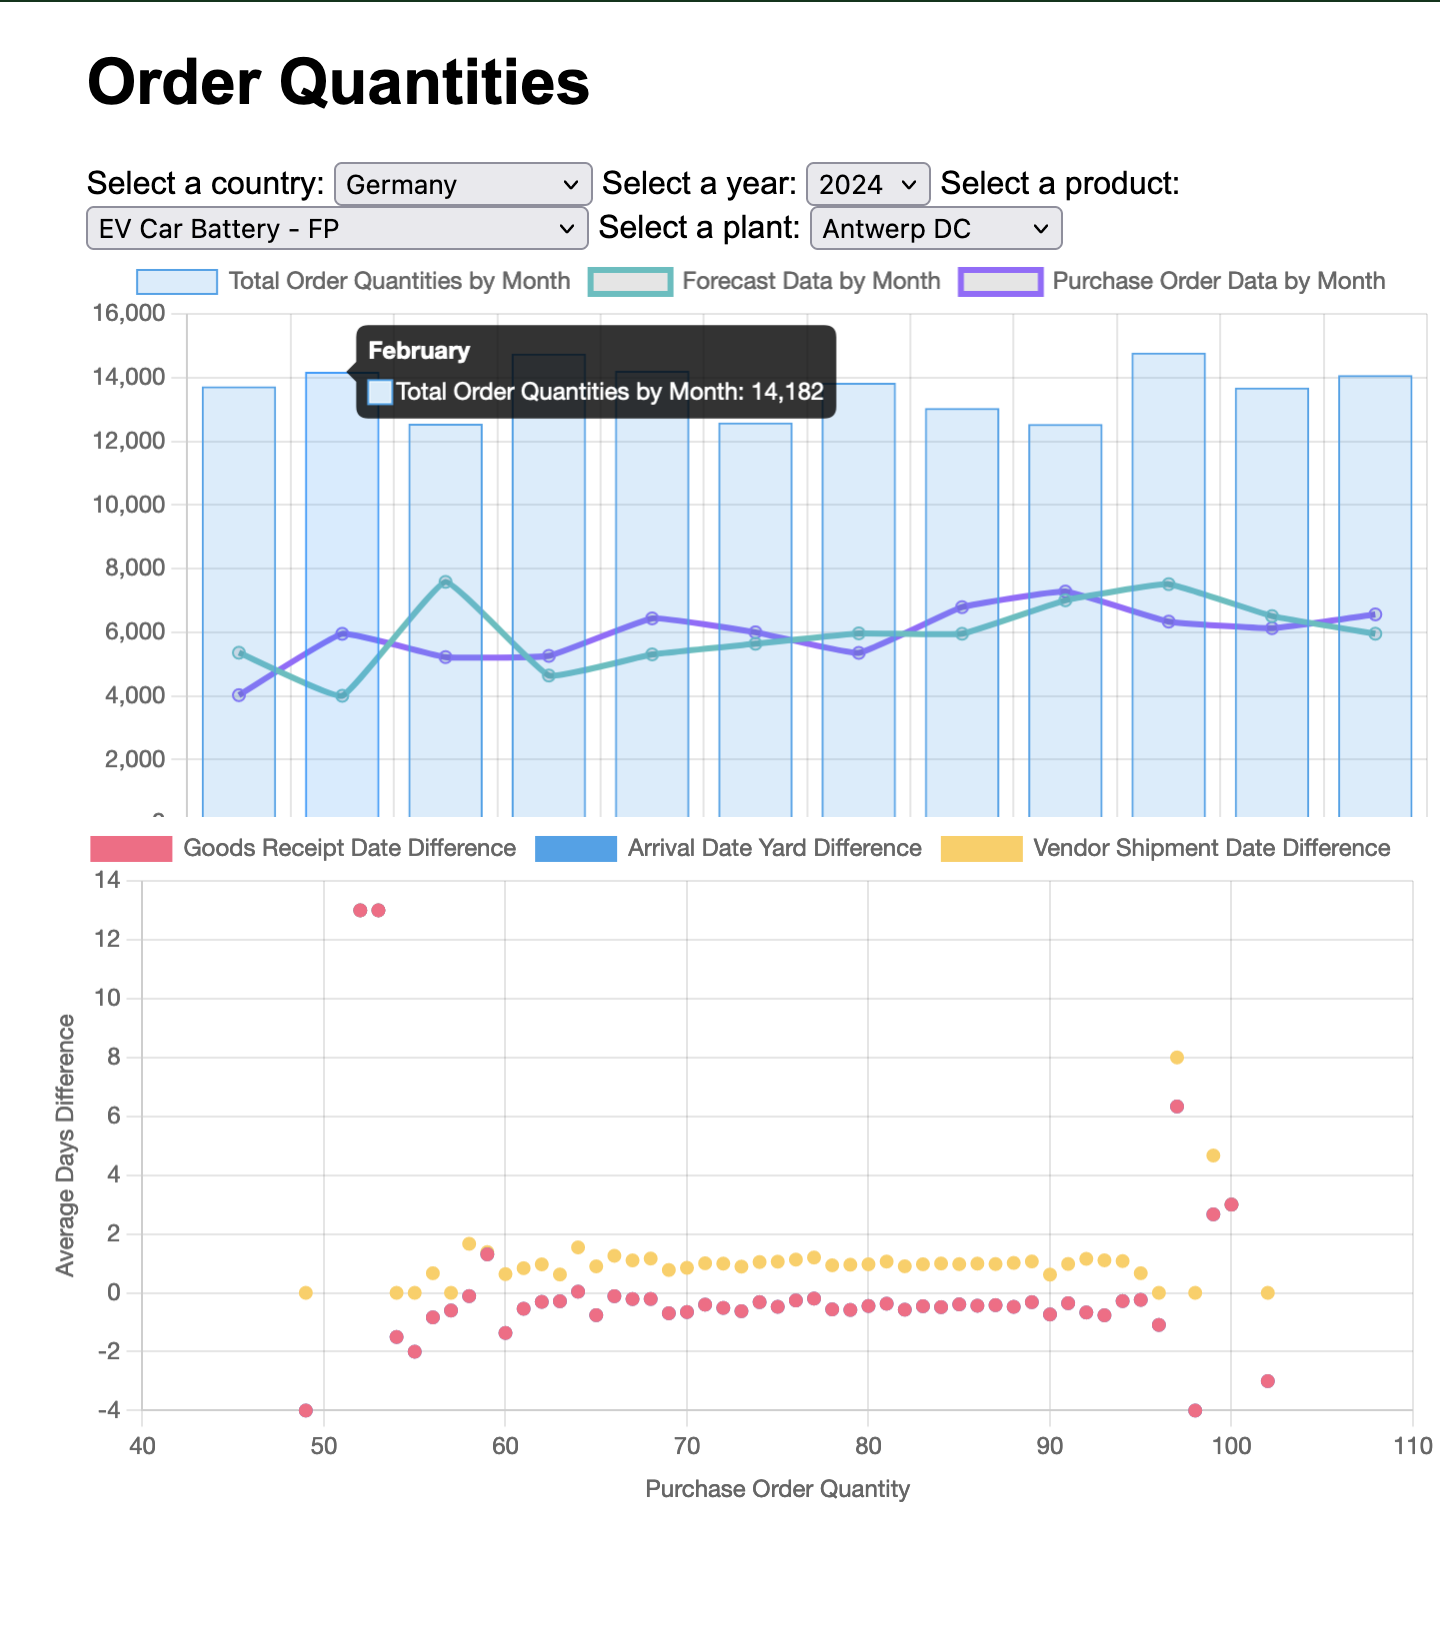 Order Quantities
Select a country: Germany Select a year: 2024 Select a product:
EV Car Battery - FP Select a plant: Antwerp DC
Total Order Quantities by Month Forecast Data by Month Purchase Order Data by Month
16,000
February
14,000
Total Order Quantities by Month: 14,182
12,000
10,000
8,000
6,000
4,000
2,000
Goods Receipt Date Difference Arrival Date Yard Difference Vendor Shipment Date Difference
14
12
10
8
6
4
2
0
-2
-4
Average Days Difference
40 50 60 70 80 90 100 110
Purchase Order Quantity